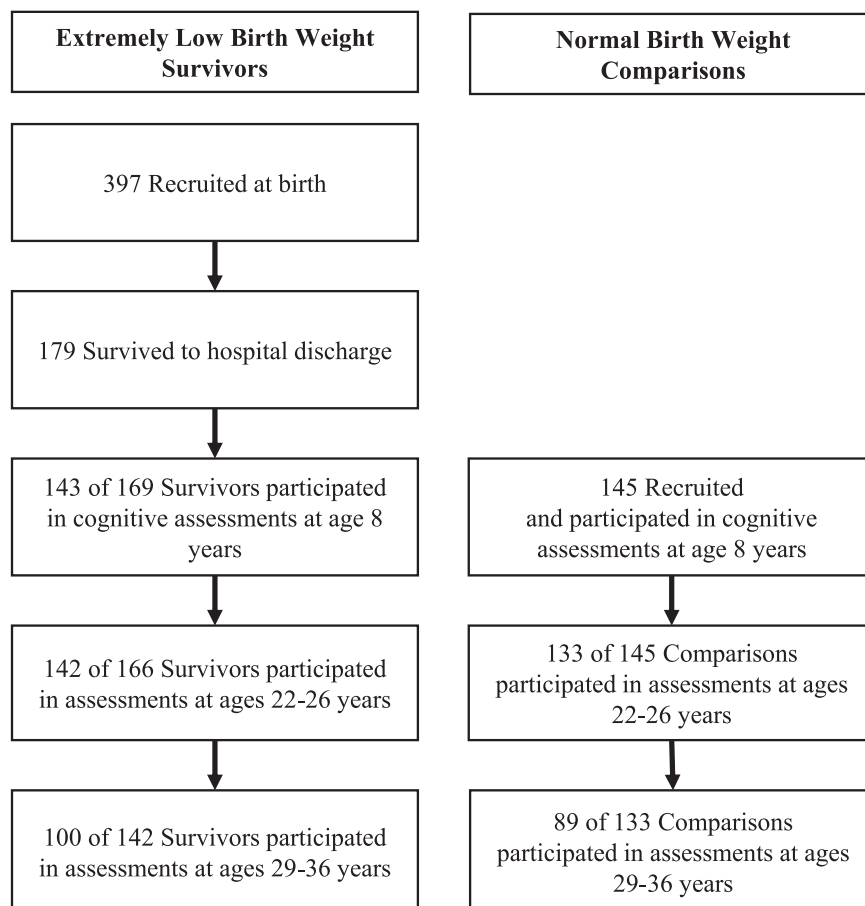 Extremely Low Birth Weight
Survivors
Normal Birth Weight
Comparisons
397 Recruited at birth
179 Survived to hospital discharge
143 of 169 Survivors participated
in cognitive assessments at age 8
years
145 Recruited
and participated in cognitive
assessments at age 8 years
142 of 166 Survivors participated
in assessments at ages 22-26 years
133 of 145 Comparisons
participated in assessments at ages
22-26 years
100 of 142 Survivors participated
in assessments at ages 29-36 years
89 of 133 Comparisons
participated in assessments at ages
29-36 years